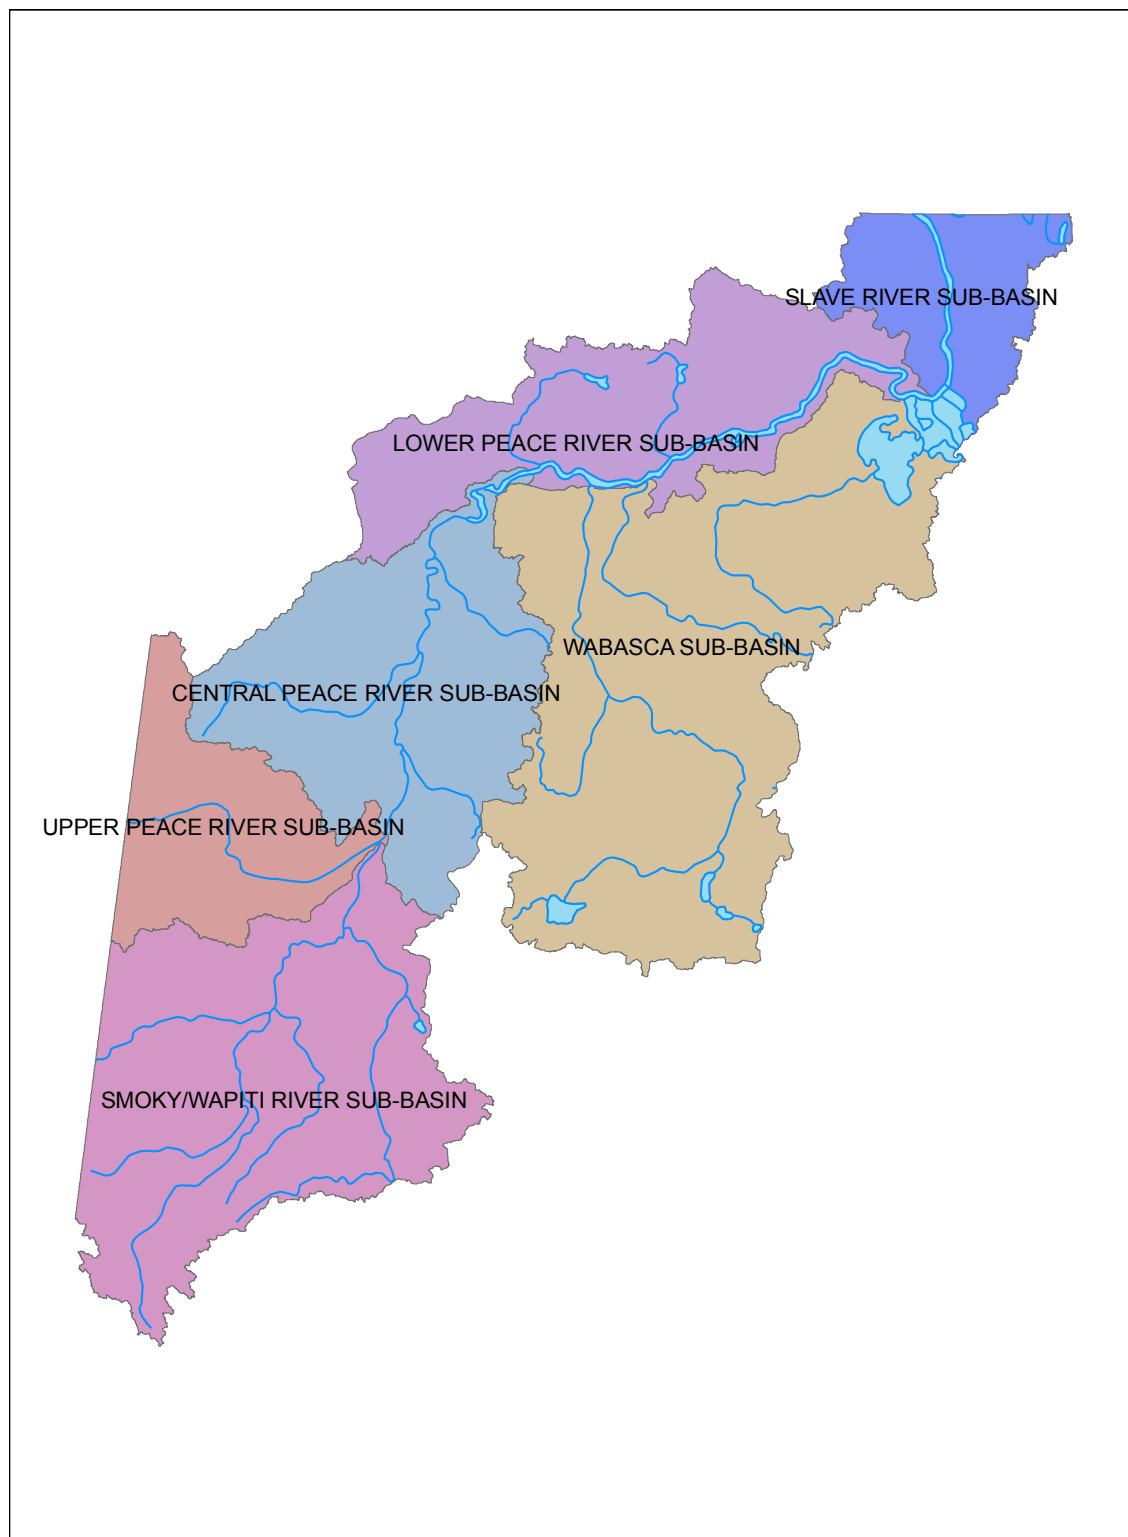 SLAVE RIVER SUB-BASIN
LOWER PEACE RIVER SUB-BASIN
WABASCA SUB-BASIN
CENTRAL PEACE RIVER SUB-BASIN
UPPER PEACE RIVER SUB-BASIN
SMOKY/WAPITI RIVER SUB-BASIN